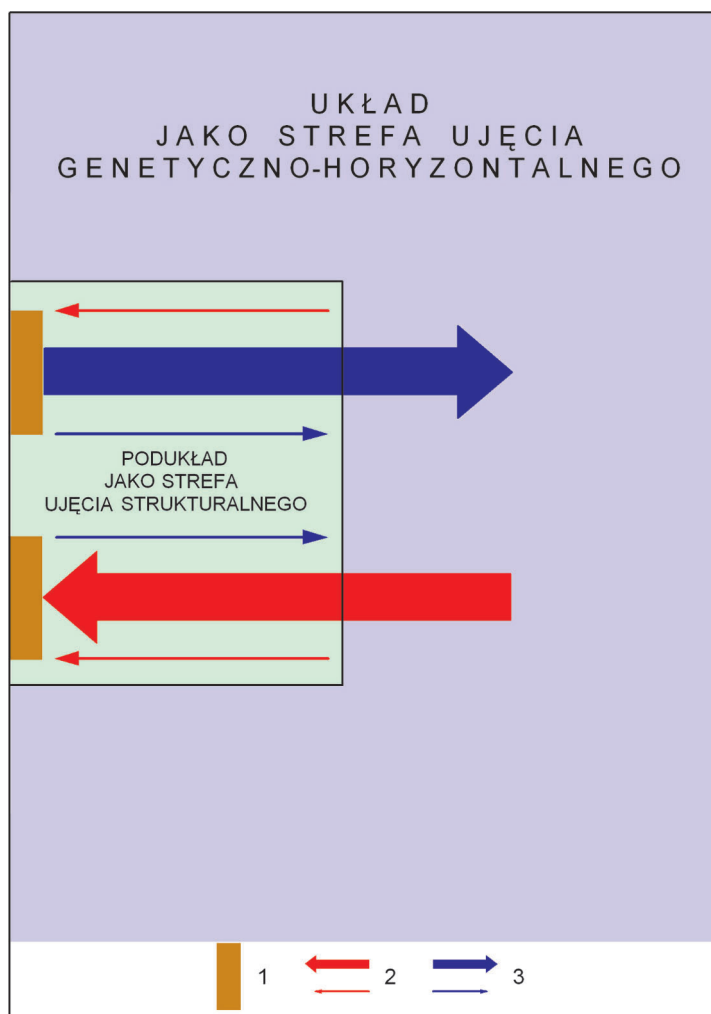 UKŁAD
JAKO STREFA UJĘCIA
GENETYCZNO-HORYZONTALNEGO
PODUKŁAD
JAKO STREFA
UJĘCIA STRUKTURALNEGO
1 2 3